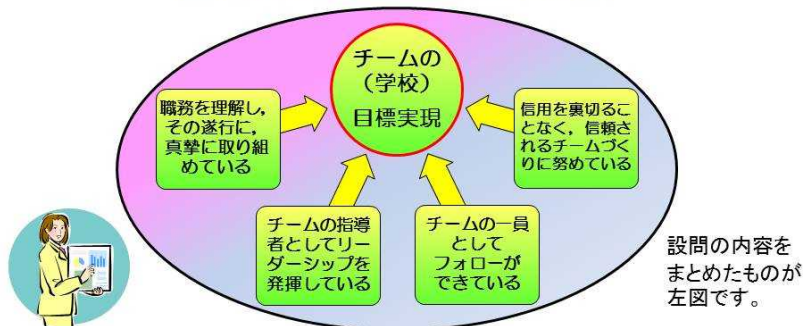 チームの
（学校）
目標実現
職務を理解し，
その遂行に，
真摯に取り組
めている
信用を裏切るこ
となく，信頼さ
れるチームづく
りに努めている
チームの指導
者としてリー
ダーシップを
発揮している
チームの一員
として
フォローが
できている
設問の内容を
まとめたものが
左図です。